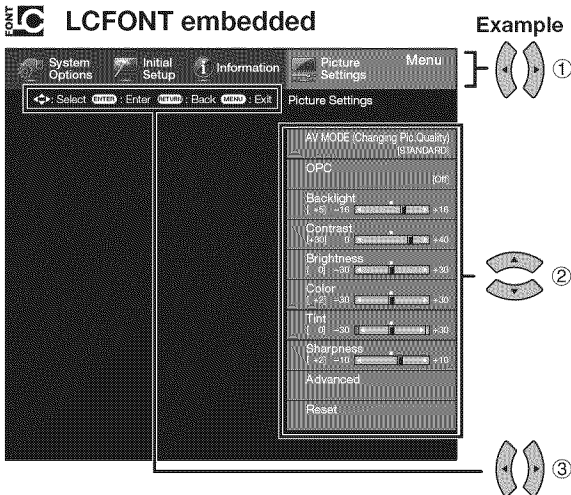 FONT LC LCFONT embedded
Example
System Options
Initial Setup
Information
Picture Settings
Menu
①
: Select ENTER : Enter RETURN : Back MENU : Exit
Picture Settings
AV MODE (Changing Pic.Quality)
[STANDARD]
OPC
[Off]
Backlight
[ +5] −16 +16
Contrast
[+30] 0 +40
Brightness
[ 0] −30 +30
Color
[ +2] −30 +30
Tint
[ 0] −30 +30
Sharpness
[ +2] −10 +10
Advanced
Reset
②
③